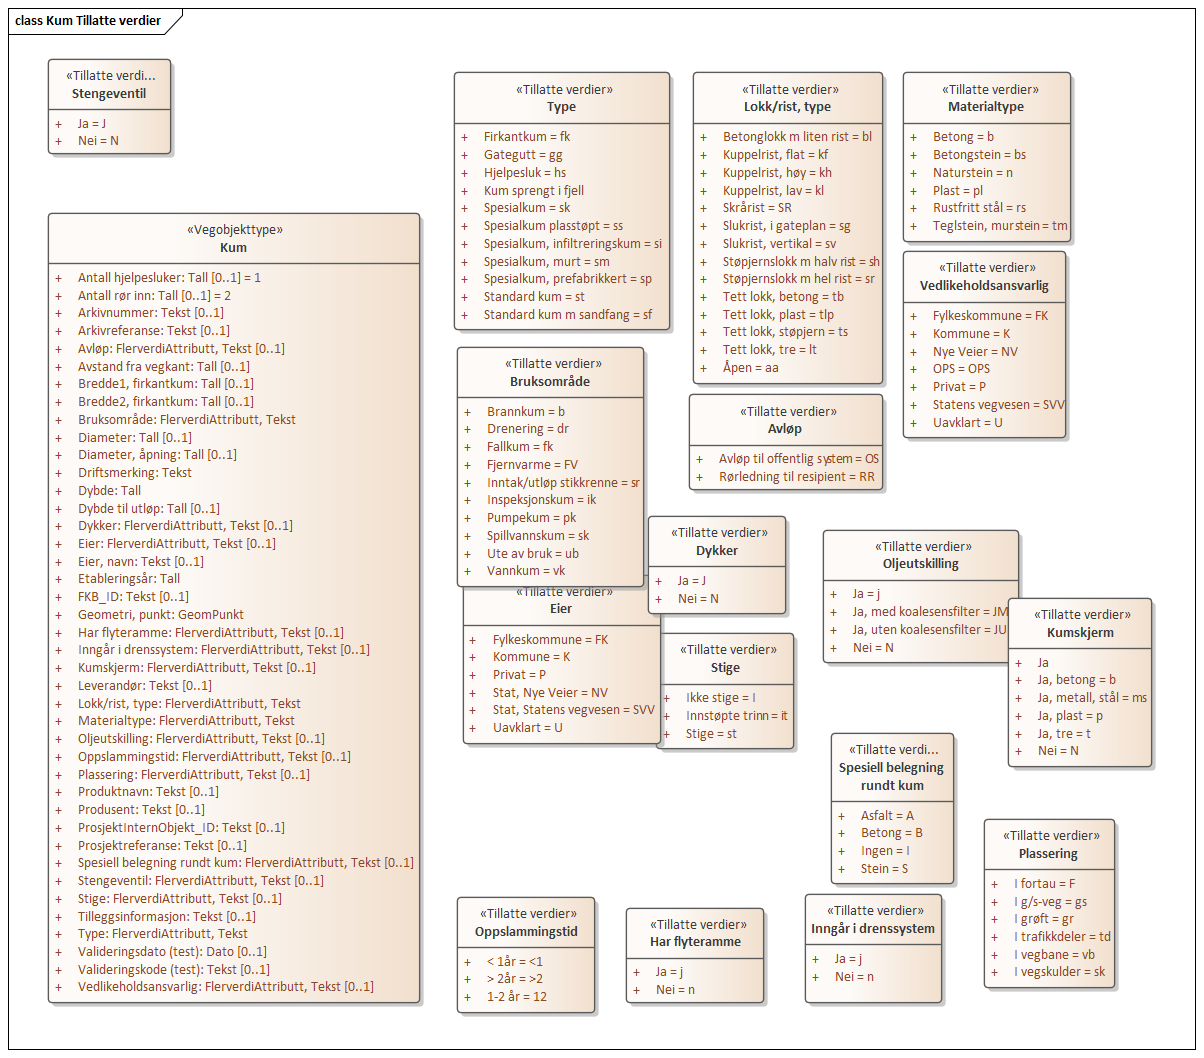 class Kum Tillatte verdier
«Tillatte verdi...
Stengeventil
+ Ja = J
+ Nei = N
«Vegobjekttype»
Kum
+ Antall hjelpesluker: Tall [0..1] = 1
+ Antall rør inn: Tall [0..1] = 2
+ Arkivnummer: Tekst [0..1]
+ Arkivreferanse: Tekst [0..1]
+ Avløp: FlerverdiAttributt, Tekst [0..1]
+ Avstand fra vegkant: Tall [0..1]
+ Bredde1, firkantkum: Tall [0..1]
+ Bredde2, firkantkum: Tall [0..1]
+ Bruksområde: FlerverdiAttributt, Tekst
+ Diameter: Tall [0..1]
+ Diameter, åpning: Tall [0..1]
+ Driftsmerking: Tekst
+ Dybde: Tall
+ Dybde til utløp: Tall [0..1]
+ Dykker: FlerverdiAttributt, Tekst [0..1]
+ Eier: FlerverdiAttributt, Tekst [0..1]
+ Eier, navn: Tekst [0..1]
+ Etableringsår: Tall
+ FKB_ID: Tekst [0..1]
+ Geometri, punkt: GeomPunkt
+ Har flyteramme: FlerverdiAttributt, Tekst [0..1]
+ Inngår i drenssystem: FlerverdiAttributt, Tekst [0..1]
+ Kumskjerm: FlerverdiAttributt, Tekst [0..1]
+ Leverandør: Tekst [0..1]
+ Lokk/rist, type: FlerverdiAttributt, Tekst
+ Materialtype: FlerverdiAttributt, Tekst
+ Oljeutskilling: FlerverdiAttributt, Tekst [0..1]
+ Oppslammingstid: FlerverdiAttributt, Tekst [0..1]
+ Plassering: FlerverdiAttributt, Tekst [0..1]
+ Produktnavn: Tekst [0..1]
+ Produsent: Tekst [0..1]
+ ProsjektInternObjekt_ID: Tekst [0..1]
+ Prosjektreferanse: Tekst [0..1]
+ Spesiell belegning rundt kum: FlerverdiAttributt, Tekst [0..1]
+ Stengeventil: FlerverdiAttributt, Tekst [0..1]
+ Stige: FlerverdiAttributt, Tekst [0..1]
+ Tilleggsinformasjon: Tekst [0..1]
+ Type: FlerverdiAttributt, Tekst
+ Valideringsdato (test): Dato [0..1]
+ Valideringskode (test): Tekst [0..1]
+ Vedlikeholdsansvarlig: FlerverdiAttributt, Tekst [0..1]
«Tillatte verdier»
Type
+ Firkantkum = fk
+ Gategutt = gg
+ Hjelpesluk = hs
+ Kum sprengt i fjell
+ Spesialkum = sk
+ Spesialkum plasstøpt = ss
+ Spesialkum, infiltreringskum = si
+ Spesialkum, murt = sm
+ Spesialkum, prefabrikkert = sp
+ Standard kum = st
+ Standard kum m sandfang = sf
«Tillatte verdier»
Lokk/rist, type
+ Betonglokk m liten rist = bl
+ Kuppelrist, flat = kf
+ Kuppelrist, høy = kh
+ Kuppelrist, lav = kl
+ Skrårist = SR
+ Slukrist, i gateplan = sg
+ Slukrist, vertikal = sv
+ Støpjernslokk m halv rist = sh
+ Støpjernslokk m hel rist = sr
+ Tett lokk, betong = tb
+ Tett lokk, plast = tlp
+ Tett lokk, støpjern = ts
+ Tett lokk, tre = lt
+ Åpen = aa
«Tillatte verdier»
Materialtype
+ Betong = b
+ Betongstein = bs
+ Naturstein = n
+ Plast = pl
+ Rustfritt stål = rs
+ Teglstein, murstein = tm
«Tillatte verdier»
Vedlikeholdsansvarlig
+ Fylkeskommune = FK
+ Kommune = K
+ Nye Veier = NV
+ OPS = OPS
+ Privat = P
+ Statens vegvesen = SVV
+ Uavklart = U
«Tillatte verdier»
Bruksområde
+ Brannkum = b
+ Drenering = dr
+ Fallkum = fk
+ Fjernvarme = FV
+ Inntak/utløp stikkrenne = sr
+ Inspeksjonskum = ik
+ Pumpekum = pk
+ Spillvannskum = sk
+ Ute av bruk = ub
+ Vannkum = vk
«Tillatte verdier»
Avløp
+ Avløp til offentlig system = OS
+ Rørledning til resipient = RR
«Tillatte verdier»
Dykker
+ Ja = J
+ Nei = N
«Tillatte verdier»
Eier
+ Fylkeskommune = FK
+ Kommune = K
+ Privat = P
+ Stat, Nye Veier = NV
+ Stat, Statens vegvesen = SVV
+ Uavklart = U
«Tillatte verdier»
Stige
+ Ikke stige = I
+ Innstøpte trinn = it
+ Stige = st
«Tillatte verdier»
Oljeutskilling
+ Ja = j
+ Ja, med koalesensfilter = JM
+ Ja, uten koalesensfilter = JU
+ Nei = N
«Tillatte verdier»
Kumskjerm
+ Ja
+ Ja, betong = b
+ Ja, metall, stål = ms
+ Ja, plast = p
+ Ja, tre = t
+ Nei = N
«Tillatte verdi...
Spesiell belegning
rundt kum
+ Asfalt = A
+ Betong = B
+ Ingen = I
+ Stein = S
«Tillatte verdier»
Plassering
+ I fortau = F
+ I g/s-veg = gs
+ I grøft = gr
+ I trafikkdeler = td
+ I vegbane = vb
+ I vegskulder = sk
«Tillatte verdier»
Oppslammingstid
+ < 1år = <1
+ > 2år = >2
+ 1-2 år = 12
«Tillatte verdier»
Har flyteramme
+ Ja = j
+ Nei = n
«Tillatte verdier»
Inngår i drenssystem
+ Ja = j
+ Nei = n